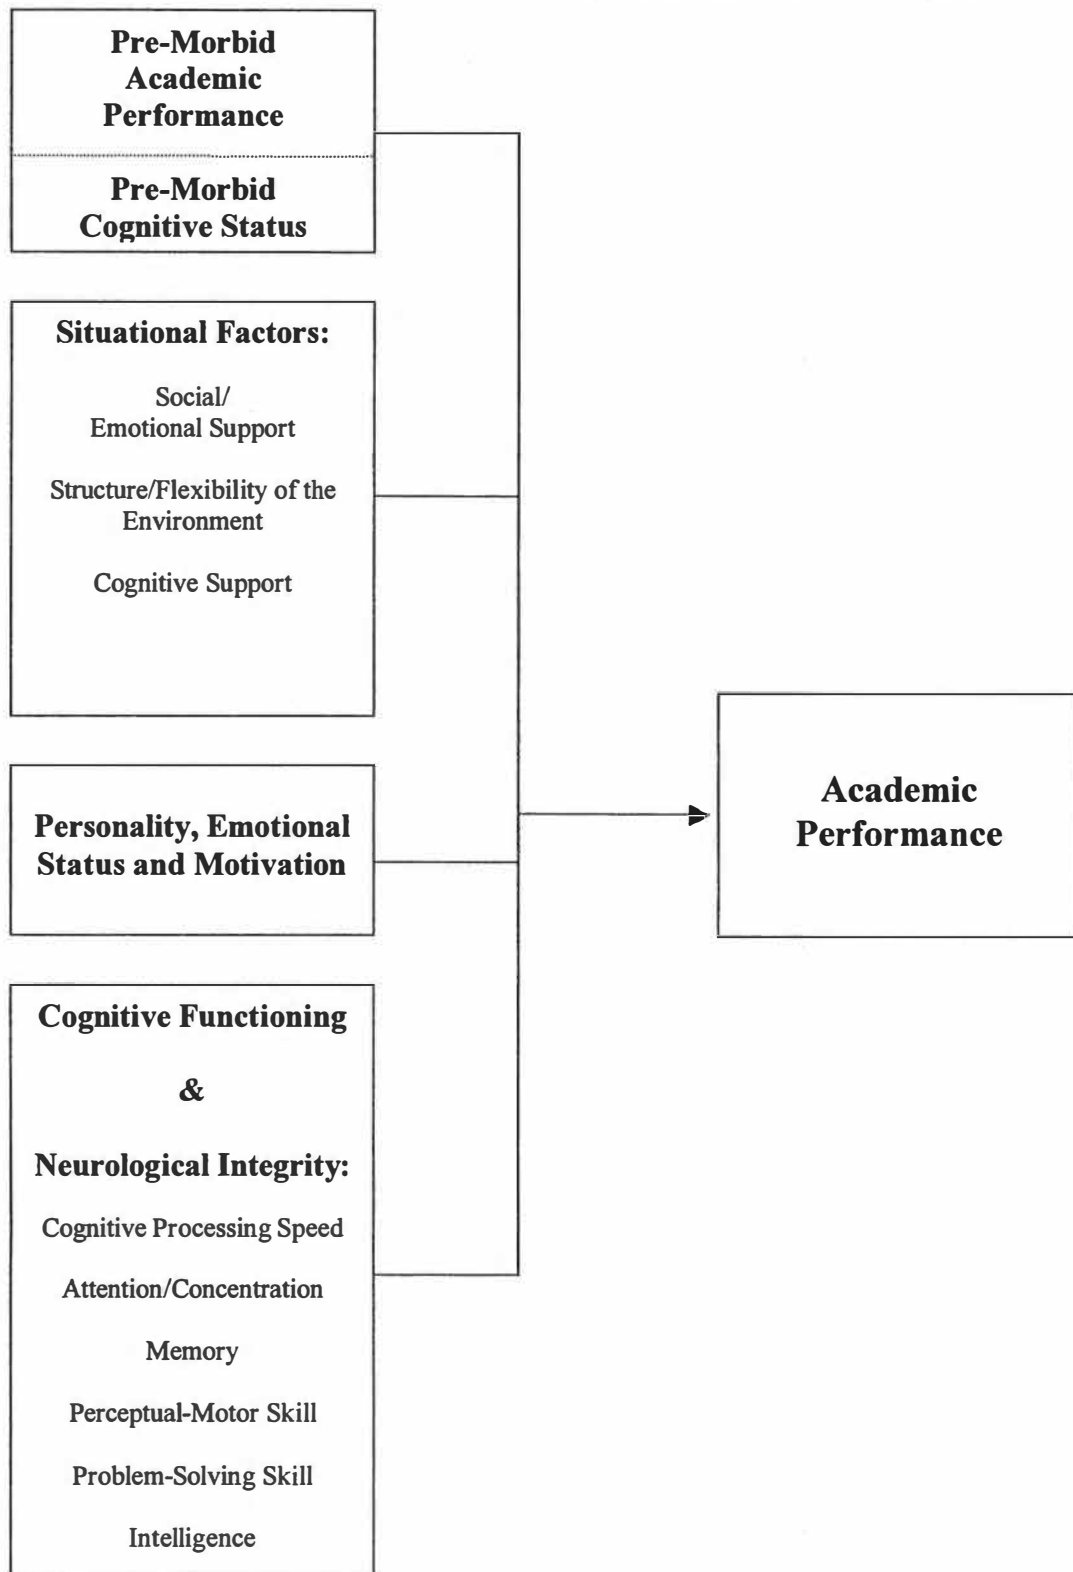 Pre-Morbid
Academic
Performance
Pre-Morbid
Cognitive Status
Situational Factors:
Social/
Emotional Support
Structure/Flexibility of the
Environment
Cognitive Support
Personality, Emotional
Status and Motivation
Cognitive Functioning
&
Neurological Integrity:
Cognitive Processing Speed
Attention/Concentration
Memory
Perceptual-Motor Skill
Problem-Solving Skill
Intelligence
Academic
Performance